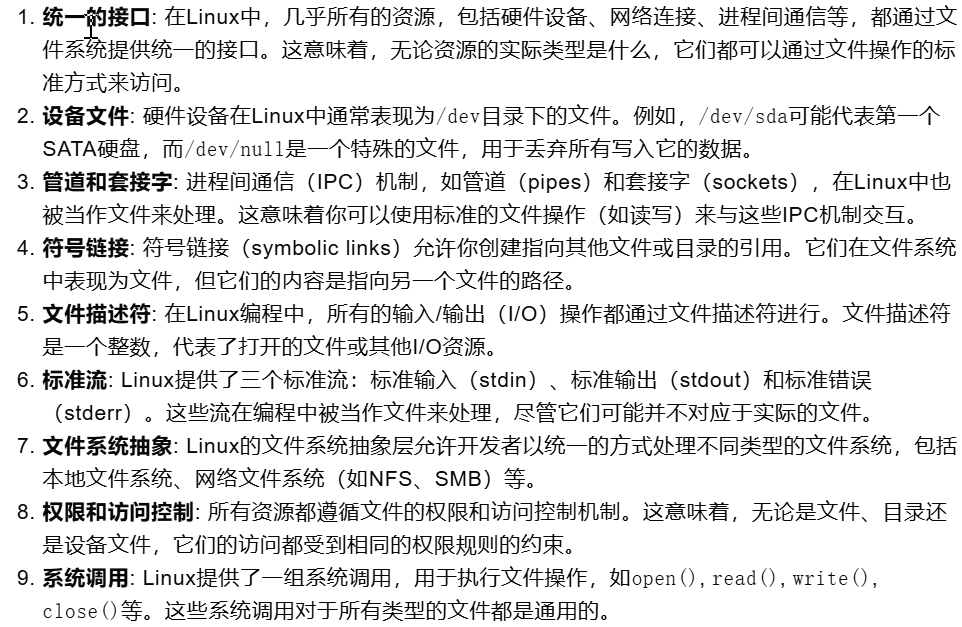 1. 统一的接口: 在Linux中，几乎所有的资源，包括硬件设备、网络连接、进程间通信等，都通过文
件系统提供统一的接口。这意味着，无论资源的实际类型是什么，它们都可以通过文件操作的标
准方式来访问。
2. 设备文件: 硬件设备在Linux中通常表现为/dev目录下的文件。例如，/dev/sda可能代表第一个
SATA硬盘，而/dev/null是一个特殊的文件，用于丢弃所有写入它的数据。
3. 管道和套接字: 进程间通信（IPC）机制，如管道（pipes）和套接字（sockets），在Linux中也
被当作文件来处理。这意味着你可以使用标准的文件操作（如读写）来与这些IPC机制交互。
4. 符号链接: 符号链接（symbolic links）允许你创建指向其他文件或目录的引用。它们在文件系统
中表现为文件，但它们的内容是指向另一个文件的路径。
5. 文件描述符: 在Linux编程中，所有的输入/输出（I/O）操作都通过文件描述符进行。文件描述符
是一个整数，代表了打开的文件或其他I/O资源。
6. 标准流: Linux提供了三个标准流：标准输入（stdin）、标准输出（stdout）和标准错误
（stderr）。这些流在编程中被当作文件来处理，尽管它们可能并不对应于实际的文件。
7. 文件系统抽象: Linux的文件系统抽象层允许开发者以统一的方式处理不同类型的文件系统，包括
本地文件系统、网络文件系统（如NFS、SMB）等。
8. 权限和访问控制: 所有资源都遵循文件的权限和访问控制机制。这意味着，无论是文件、目录还
是设备文件，它们的访问都受到相同的权限规则的约束。
9. 系统调用: Linux提供了一组系统调用，用于执行文件操作，如open(), read(), write(),
close()等。这些系统调用对于所有类型的文件都是通用的。